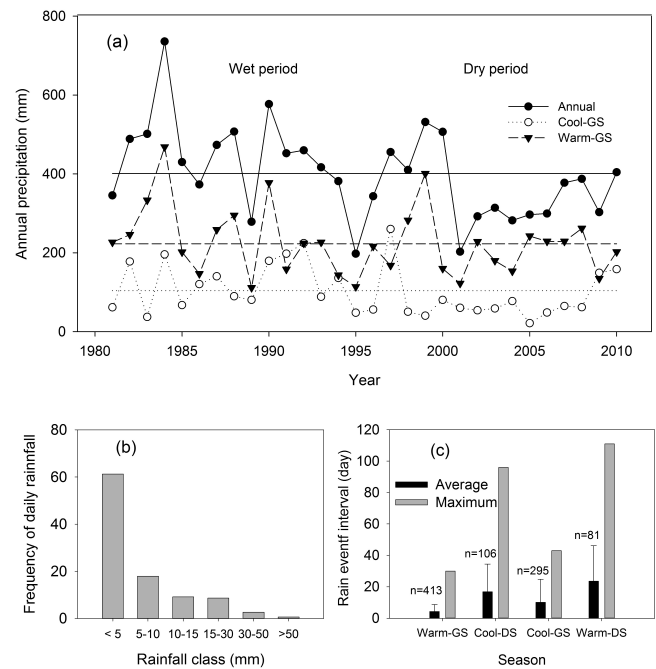 800
600
400
200
0
Annual precipitation (mm)
(a)
Wet period
Dry period
Annual
Cool-GS
Warm-GS
1980 1985 1990 1995 2000 2005 2010
Year
80
60
40
20
0
Frequency of daily rainnfall
(b)
< 5 5-10 10-15 15-30 30-50 >50
Rainfall class (mm)
120
100
80
60
40
20
0
Rain eventf interval (day)
(c)
Average
Maximum
n=413
n=106
n=295
n=81
Warm-GS Cool-DS Cool-GS Warm-DS
Season